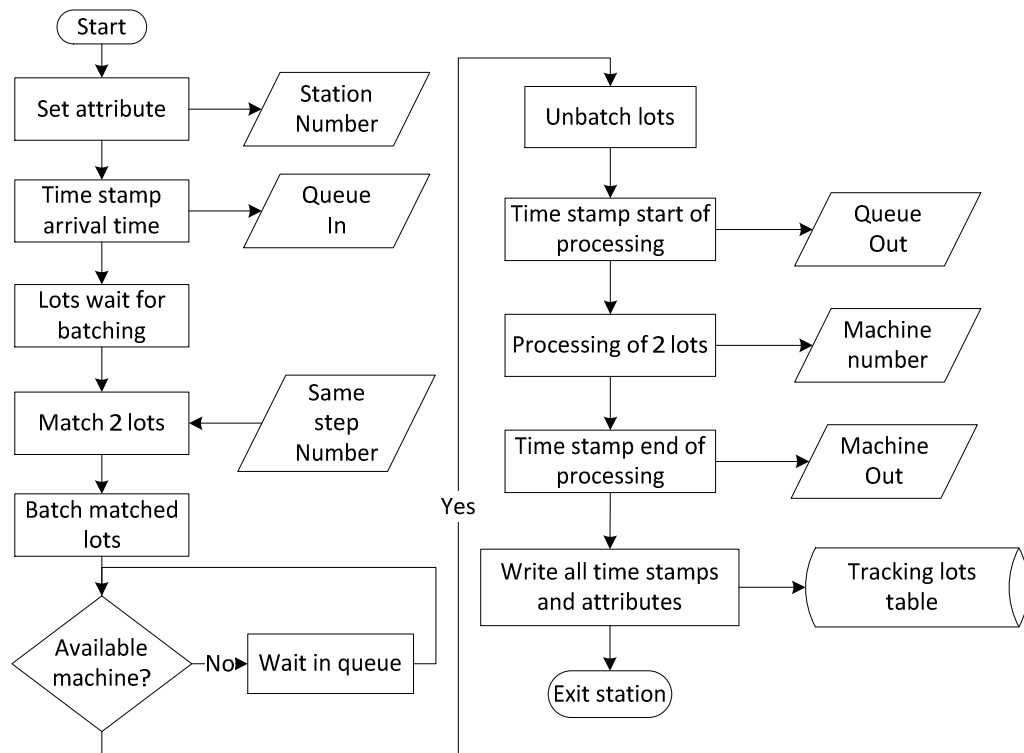 Start
Set attribute
Station
Number
Time stamp
arrival time
Queue
In
Lots wait for
batching
Match 2 lots
Same
step
Number
Batch matched
lots
Available
machine?
No
Wait in queue
Yes
Unbatch lots
Time stamp start of
processing
Queue
Out
Processing of 2 lots
Machine
number
Time stamp end of
processing
Machine
Out
Write all time stamps
and attributes
Tracking lots
table
Exit station